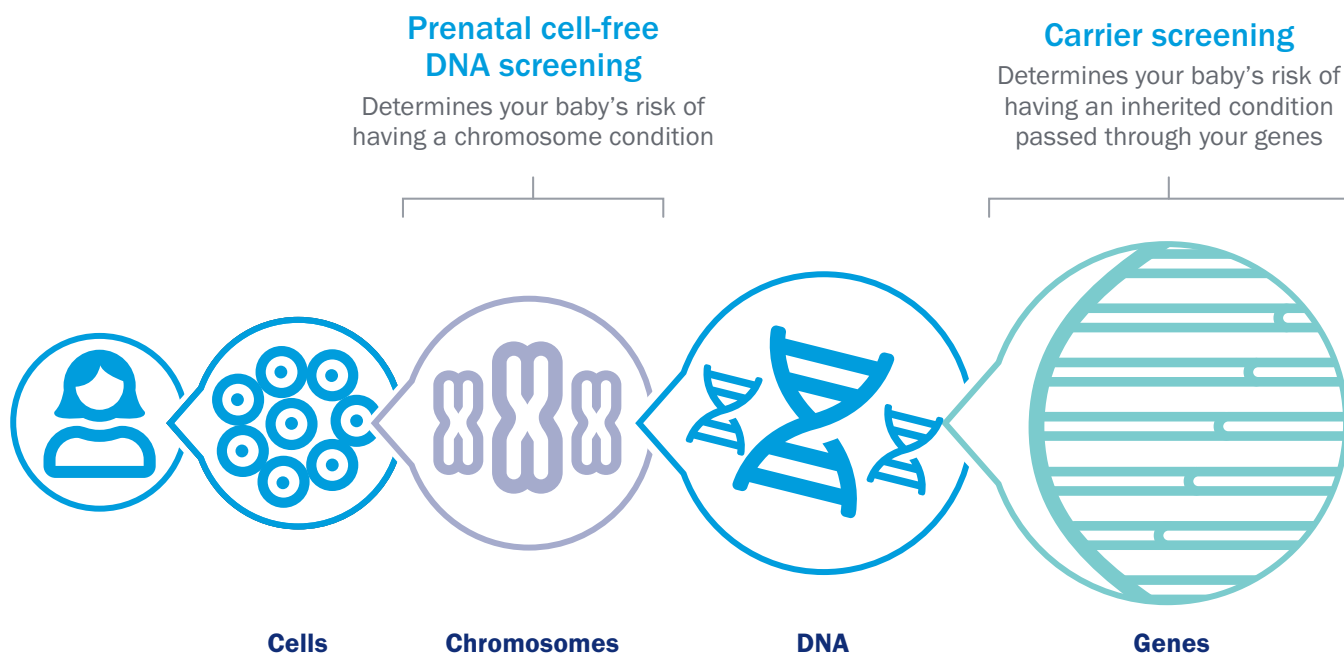 Prenatal cell-free
DNA screening
Determines your baby’s risk of
having a chromosome condition
Carrier screening
Determines your baby’s risk of
having an inherited condition
passed through your genes
Cells
Chromosomes
DNA
Genes